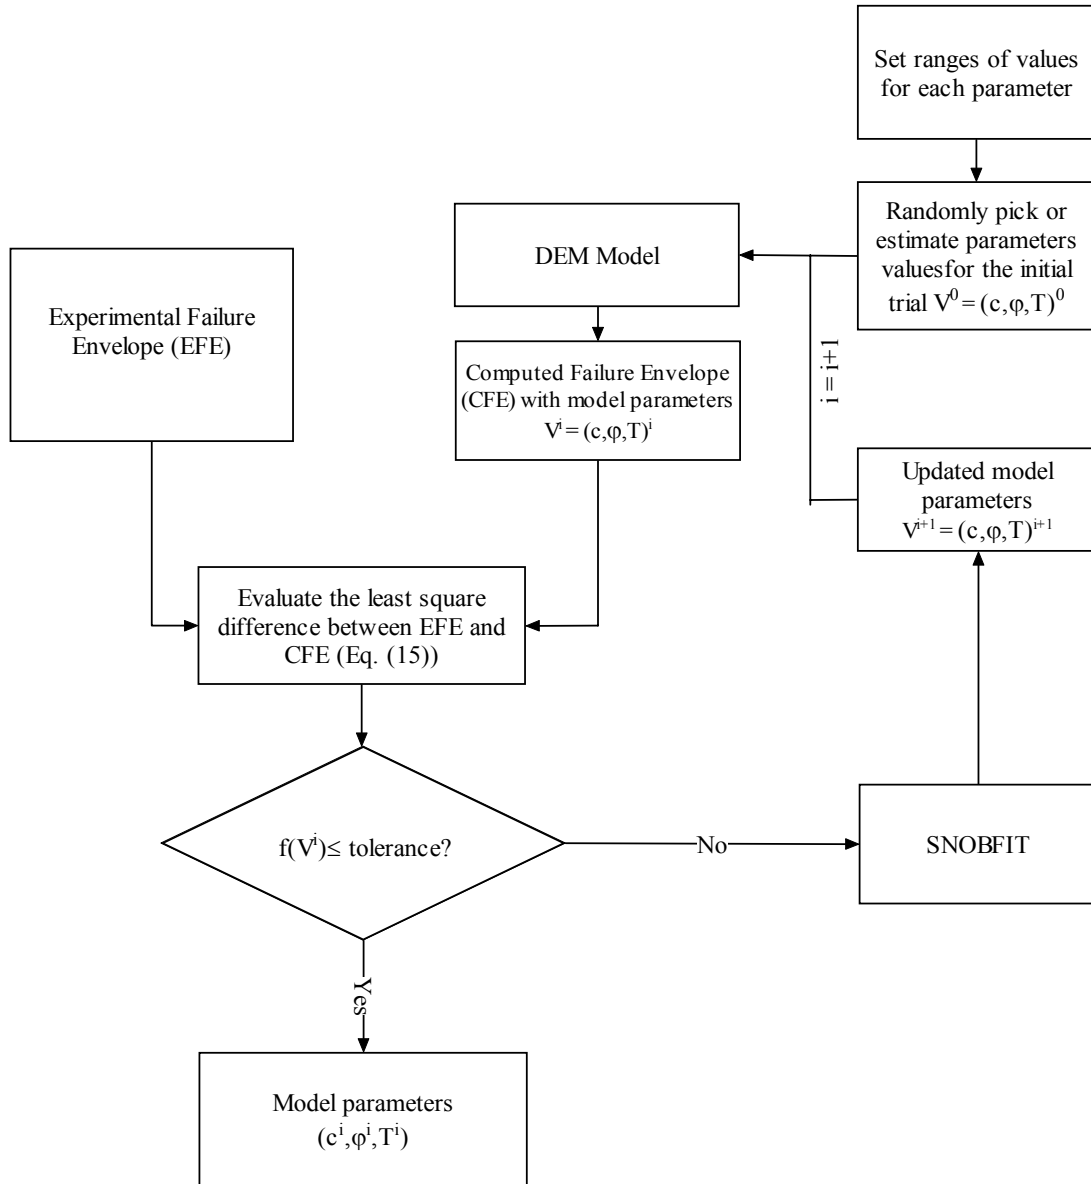 Set ranges of values
for each parameter
Randomly pick or
estimate parameters
valuesfor the initial
trial V⁰ = (c,φ,T)⁰
DEM Model
Experimental Failure
Envelope (EFE)
i = i+1
Computed Failure Envelope
(CFE) with model parameters
Vⁱ = (c,φ,T)ⁱ
Updated model
parameters
Vⁱ⁺¹ = (c,φ,T)ⁱ⁺¹
Evaluate the least square
difference between EFE and
CFE (Eq. (15))
f(Vⁱ)≤ tolerance?
No
SNOBFIT
Yes
Model parameters
(cⁱ,φⁱ,Tⁱ)